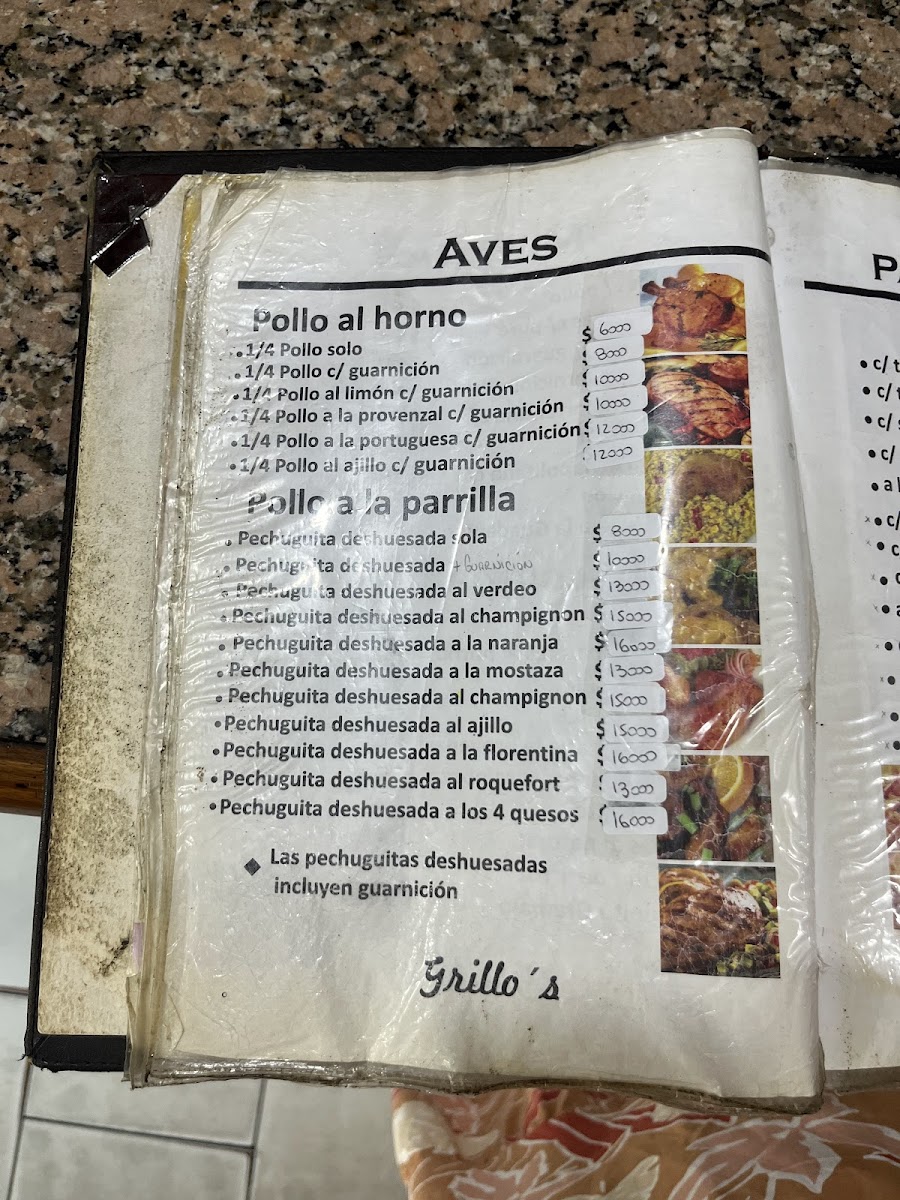 AVES
Pollo al horno
•1/4 Pollo solo $ 6000
•1/4 Pollo c/ guarnición $ 8000
•1/4 Pollo al limón c/ guarnición $ 10000
•1/4 Pollo a la provenzal c/ guarnición $ 10000
•1/4 Pollo a la portuguesa c/ guarnición $ 12000
•1/4 Pollo al ajillo c/ guarnición 12000
Pollo a la parrilla
• Pechuguita deshuesada sola $ 8000
• Pechuguita deshuesada + Guarnición $ 10000
• Pechuguita deshuesada al verdeo $ 13000
• Pechuguita deshuesada al champignon $ 15000
• Pechuguita deshuesada a la naranja $ 16000
• Pechuguita deshuesada a la mostaza $ 13000
• Pechuguita deshuesada al champignon $ 15000
• Pechuguita deshuesada al ajillo $ 15000
• Pechuguita deshuesada a la florentina $ 16000
• Pechuguita deshuesada al roquefort 13000
• Pechuguita deshuesada a los 4 quesos $ 16000
◆ Las pechuguitas deshuesadas
incluyen guarnición
Grillo´s
• c/
• c/
• c/
• c/
• a
• c/